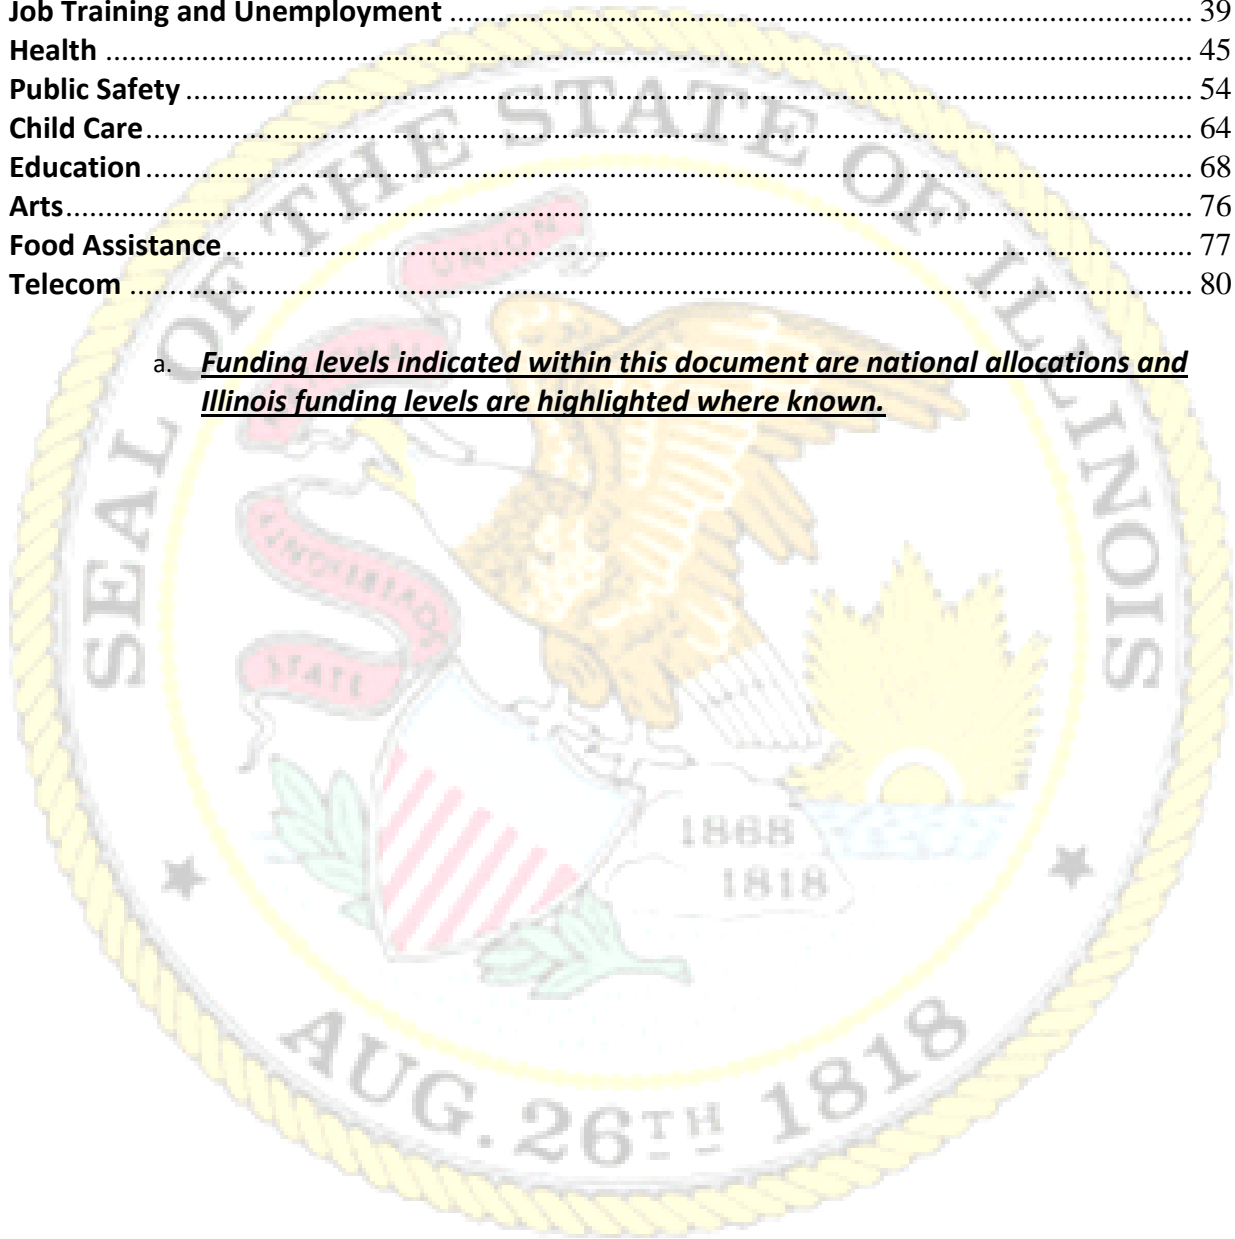 Job Training and Unemployment ........................................ 39
Health ........................................ 45
Public Safety ........................................ 54
Child Care ........................................ 64
Education ........................................ 68
Arts ........................................ 76
Food Assistance ........................................ 77
Telecom ........................................ 80
a. Funding levels indicated within this document are national allocations and
Illinois funding levels are highlighted where known.
SEAL OF THE STATE OF ILLINOIS
UNION
NATIONAL
SOVEREIGNTY
STATE
1868
1818
AUG. 26TH 1818